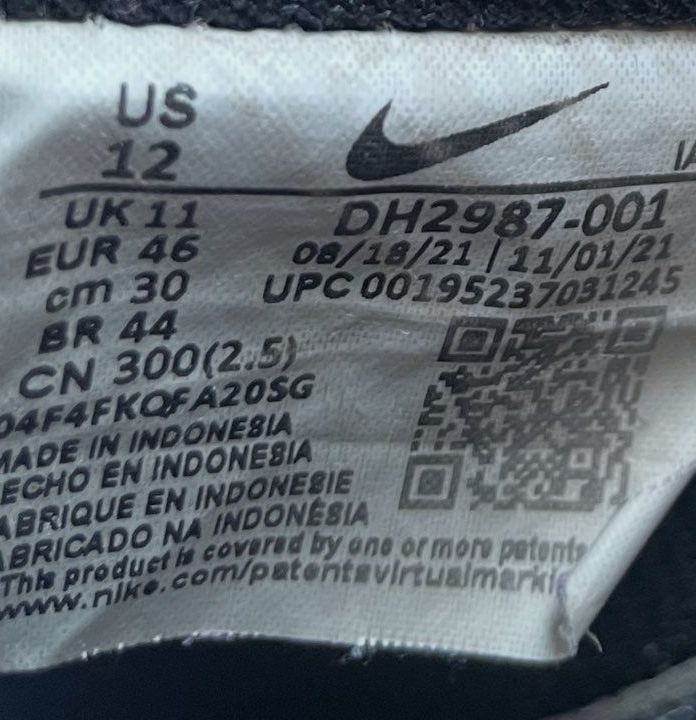 US
12
UK 11
EUR 46
cm 30
BR 44
CN 300(2.5)
04F4FKQFA20SG
MADE IN INDONESIA
ECHO EN INDONESIA
ABRIQUE EN INDONESIE
ABRICADO NA INDONÉSIA
This product is covered by one or more patents
www.nike.com/patentsvirtualmarki
DH2987-001
08/18/21 | 11/01/21
UPC 00195237031245